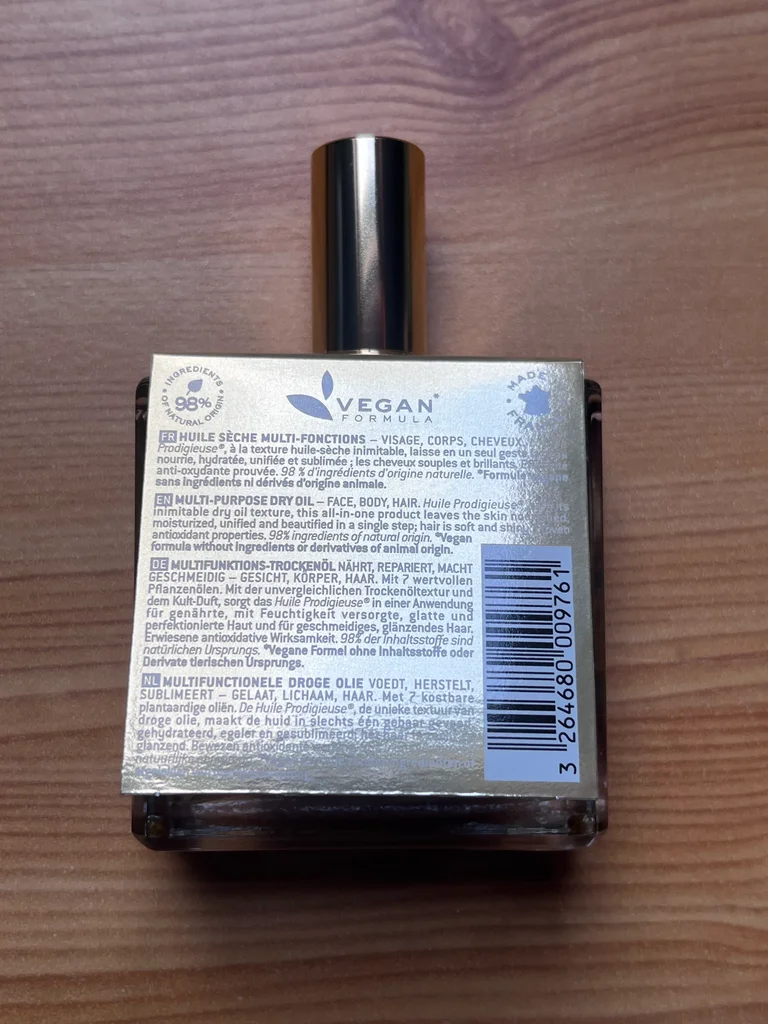 INGREDIENTS
98%
OF NATURAL ORIGIN
VEGAN*
FORMULA
MADE
FR HUILE SÈCHE MULTI-FONCTIONS – VISAGE, CORPS, CHEVEUX.
Prodigieuse®, à la texture huile-sèche inimitable, laisse en un seul geste
nourrie, hydratée, unifiée et sublimée ; les cheveux souples et brillants.
anti-oxydante prouvée. 98 % d'ingrédients d'origine naturelle. *Formule
sans ingrédients ni dérivés d'origine animale.
EN MULTI-PURPOSE DRY OIL – FACE, BODY, HAIR. Huile Prodigieuse®
inimitable dry oil texture, this all-in-one product leaves the skin
moisturized, unified and beautified in a single step; hair is soft and
antioxidant properties. 98% ingredients of natural origin. *Vegan
formula without ingredients or derivatives of animal origin.
DE MULTIFUNKTIONS-TROCKENÖL NÄHRT, REPARIERT, MACHT
GESCHMEIDIG – GESICHT, KÖRPER, HAAR. Mit 7 wertvollen
Pflanzenölen. Mit der unvergleichlichen Trockenöltextur und
dem Kult-Duft, sorgt das Huile Prodigieuse® in einer Anwendung
für genährte, mit Feuchtigkeit versorgte, glatte und
perfektionierte Haut und für geschmeidiges, glänzendes Haar.
Erwiesene antioxidative Wirksamkeit. 98% der Inhaltsstoffe sind
natürlichen Ursprungs. *Vegane Formel ohne Inhaltsstoffe oder
Derivate tierischen Ursprungs.
NL MULTIFUNCTIONELE DROGE OLIE VOEDT, HERSTELT,
SUBLIMEERT – GELAAT, LICHAAM, HAAR. Met 7 kostbare
plantaardige oliën. De Huile Prodigieuse®, de unieke textuur van
droge olie, maakt de huid in slechts één gebaar gevoed,
gehydrateerd, egaler en gesublimeerd; het haar
glanzend. Bewezen antioxidante
natuurlijke
3 264680 009761